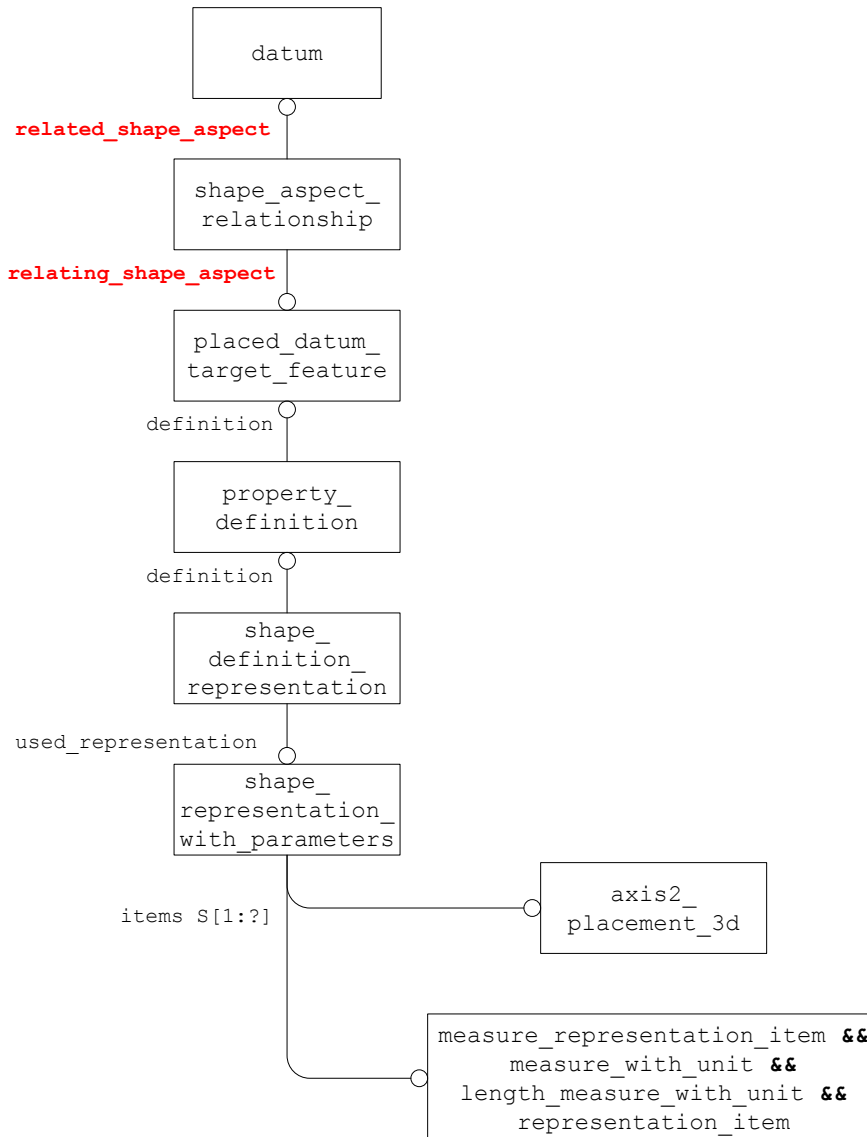 datum
related_shape_aspect
shape_aspect_
relationship
relating_shape_aspect
placed_datum_
target_feature
definition
property_
definition
definition
shape_
definition_
representation
used_representation
shape_
representation_
with_parameters
items S[1:?]
axis2_
placement_3d
measure_representation_item &&
measure_with_unit &&
length_measure_with_unit &&
representation_item